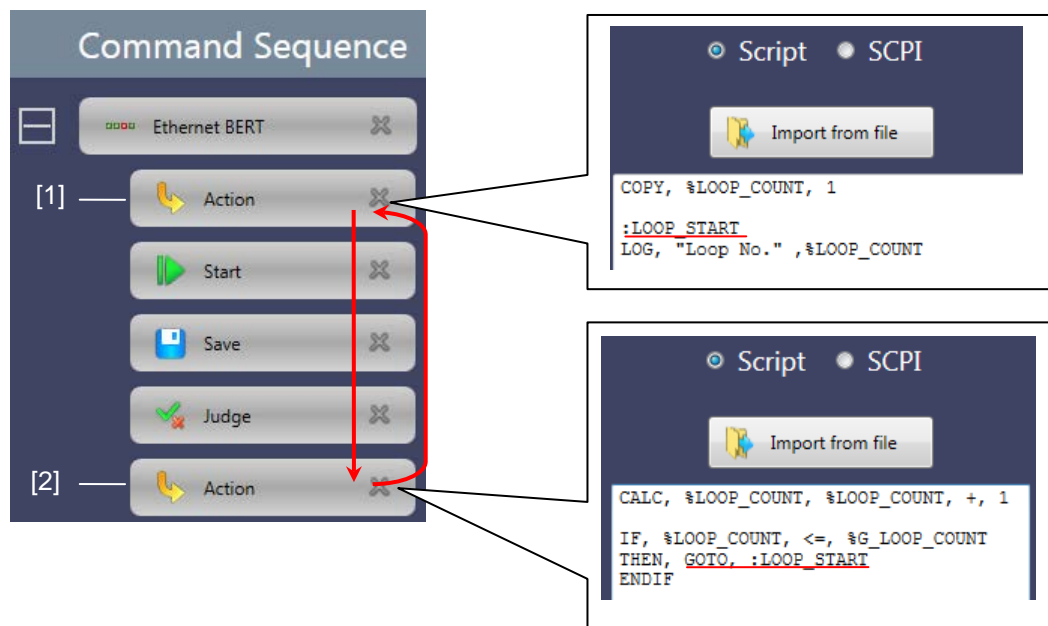 Command Sequence
Ethernet BERT
[1]
Action
Start
Save
Judge
[2]
Action
Script SCPI
Import from file
COPY, %LOOP_COUNT, 1
:LOOP_START
LOG, "Loop No." ,%LOOP_COUNT
Script SCPI
Import from file
CALC, %LOOP_COUNT, %LOOP_COUNT, +, 1
IF, %LOOP_COUNT, <=, %G_LOOP_COUNT
THEN, GOTO, :LOOP_START
ENDIF